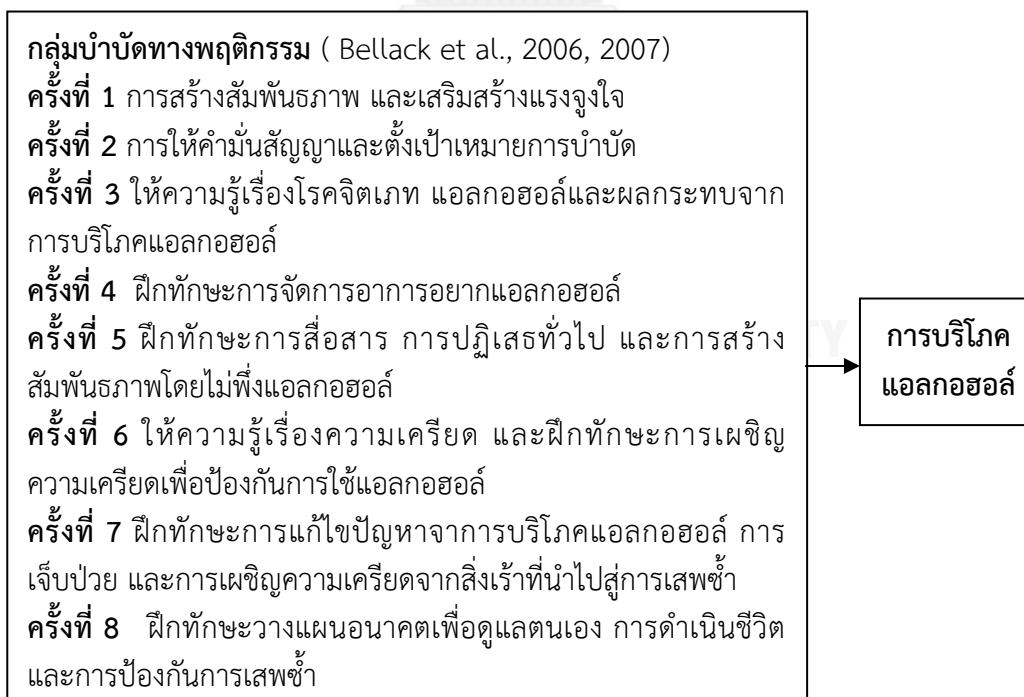 กลุ่มบำบัดทางพฤติกรรม ( Bellack et al., 2006, 2007)
ครั้งที่ 1 การสร้างสัมพันธภาพ และเสริมสร้างแรงจูงใจ
ครั้งที่ 2 การให้คำมั่นสัญญาและตั้งเป้าเหมายการบำบัด
ครั้งที่ 3 ให้ความรู้เรื่องโรคจิตเภท แอลกอฮอล์และผลกระทบจาก
การบริโภคแอลกอฮอล์
ครั้งที่ 4 ฝึกทักษะการจัดการอาการอยากแอลกอฮอล์
ครั้งที่ 5 ฝึกทักษะการสื่อสาร การปฏิเสธทั่วไป และการสร้าง
สัมพันธภาพโดยไม่พึ่งแอลกอฮอล์
ครั้งที่ 6 ให้ความรู้เรื่องความเครียด และฝึกทักษะการเผชิญ
ความเครียดเพื่อป้องกันการใช้แอลกอฮอล์
ครั้งที่ 7 ฝึกทักษะการแก้ไขปัญหาจาการบริโภคแอลกอฮอล์ การ
เจ็บป่วย และการเผชิญความเครียดจากสิ่งเร้าที่นำไปสู่การเสพซ้ำ
ครั้งที่ 8 ฝึกทักษะวางแผนอนาคตเพื่อดูแลตนเอง การดำเนินชีวิต
และการป้องกันการเสพซ้ำ
การบริโภค
แอลกอฮอล์